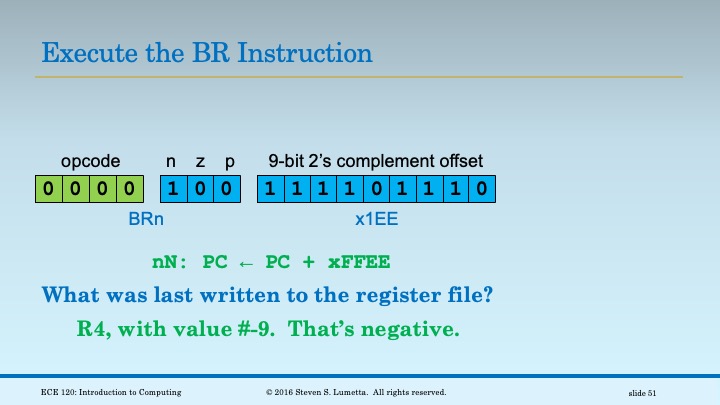 Execute the BR Instruction
opcode n z p 9-bit 2's complement offset
0 0 0 0 1 0 0 1 1 1 1 0 1 1 1 0
BRn x1EE
nN: PC ← PC + xFFEE
What was last written to the register file?
R4, with value #-9. That's negative.
ECE 120: Introduction to Computing © 2016 Steven S. Lumetta. All rights reserved. slide 51